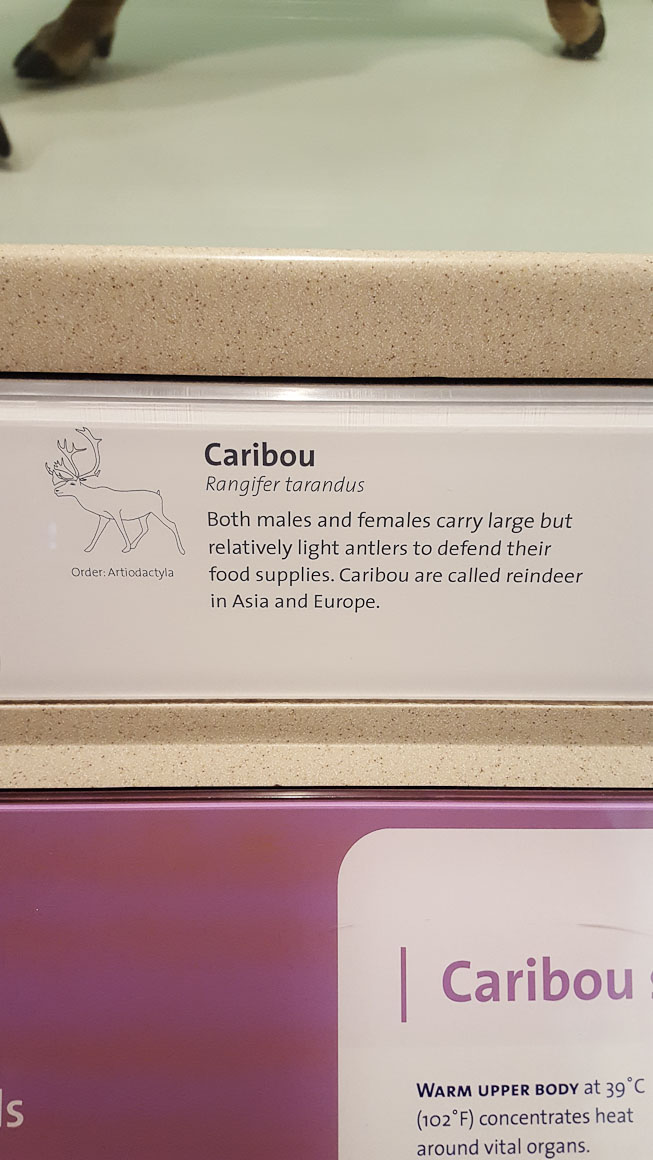 Caribou
Rangifer tarandus
Both males and females carry large but
relatively light antlers to defend their
food supplies. Caribou are called reindeer
in Asia and Europe.
Order: Artiodactyla
Caribou
WARM UPPER BODY at 39°C
(102°F) concentrates heat
around vital organs.